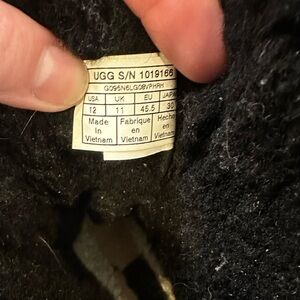 UGG S/N 1019166
G095N6LG08VPHRH
USA UK EU JAPAN
12 11 45.5 30
Made Fabrique Hecho
in en en
Vietnam Vietnam Vietnam